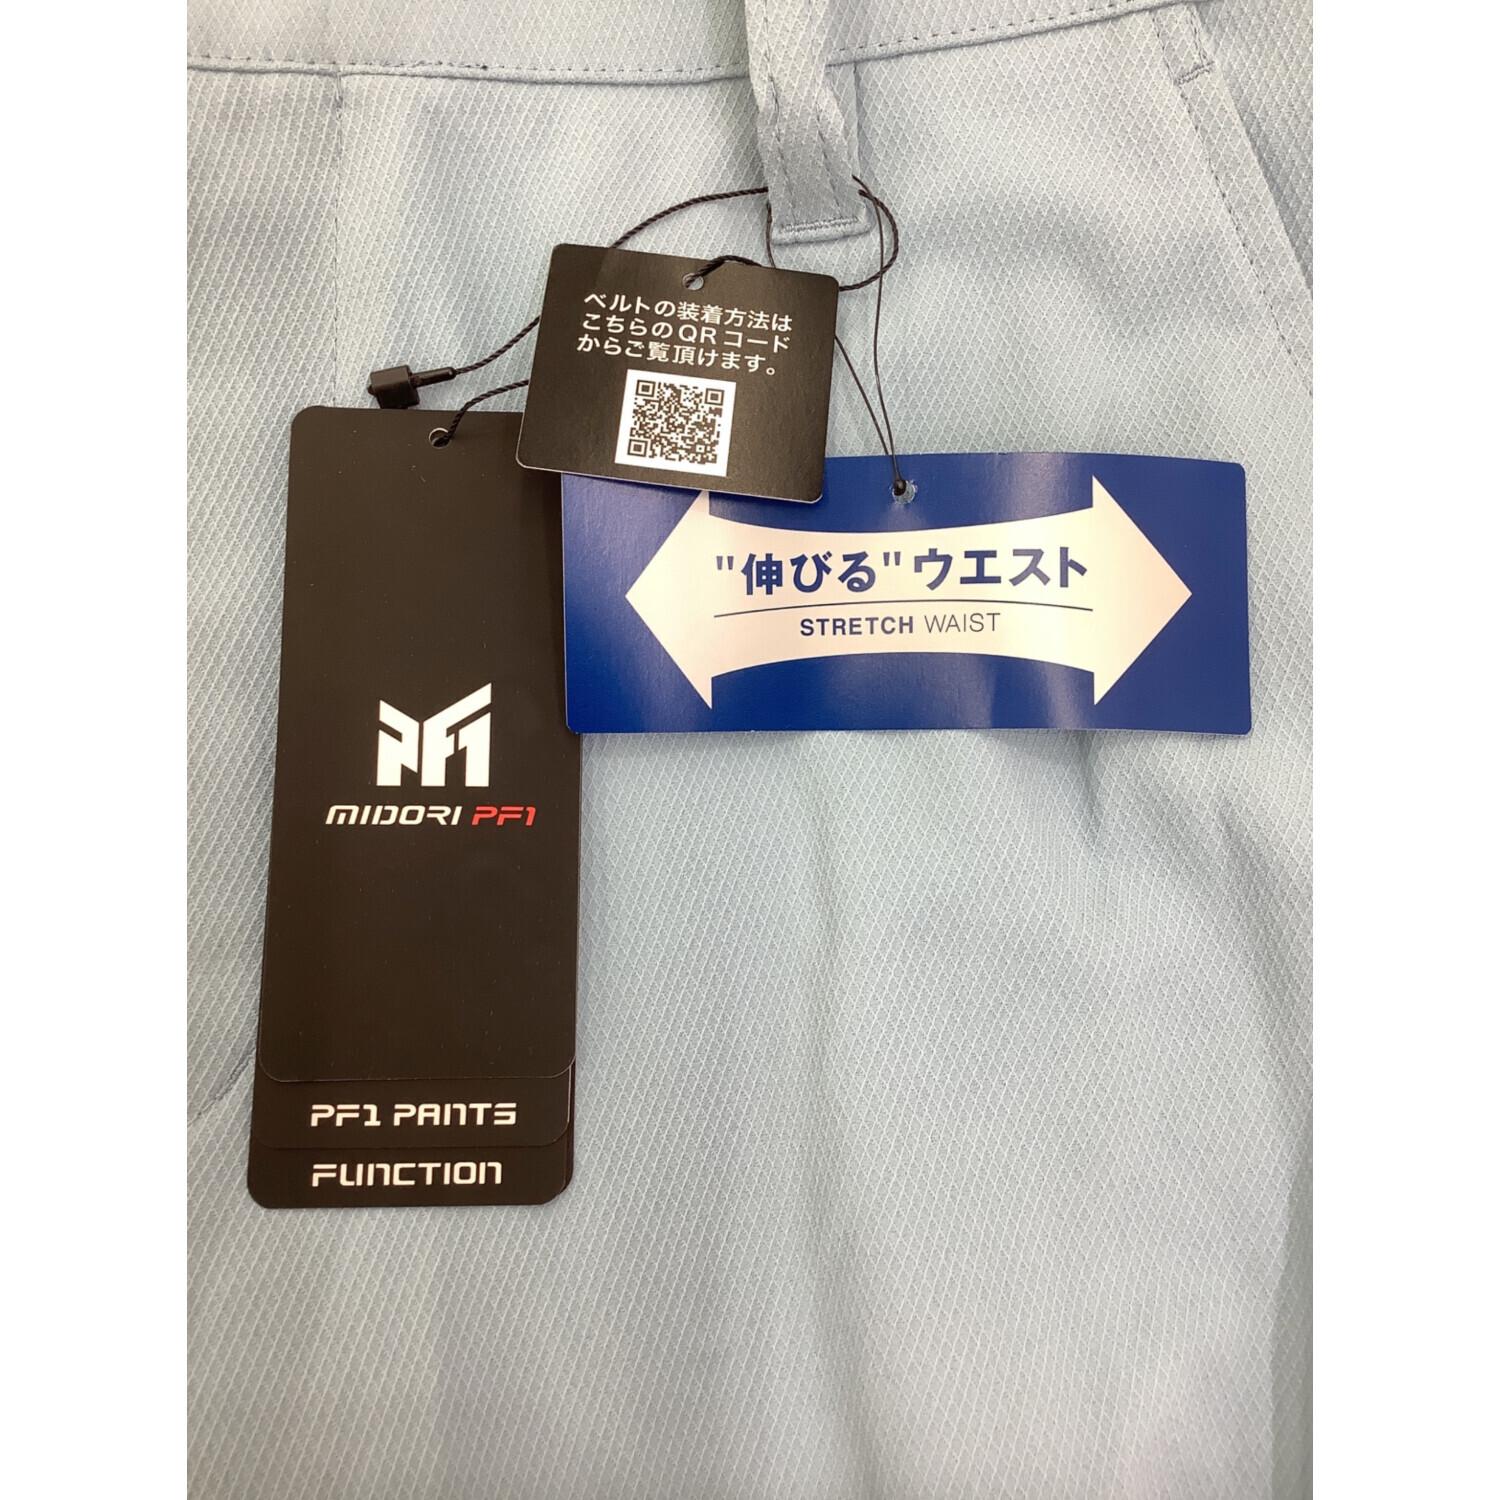 ベルトの装着方法は
こちらのQRコード
からご覧頂けます。
"伸びる"ウエスト
STRETCH WAIST
PF1
MIDORI PF1
PF1 PANTS
FUNCTION